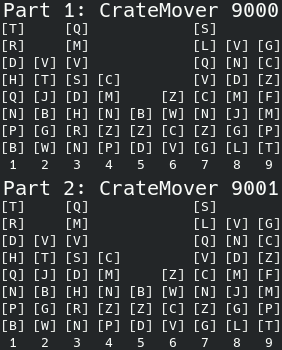 Part 1: CrateMover 9000
[T]     [Q]             [S]
[R]     [M]             [L] [V] [G]
[D] [V] [V]             [Q] [N] [C]
[H] [T] [S] [C]         [V] [D] [Z]
[Q] [J] [D] [M]     [Z] [C] [M] [F]
[N] [B] [H] [N] [B] [W] [N] [J] [M]
[P] [G] [R] [Z] [Z] [C] [Z] [G] [P]
[B] [W] [N] [P] [D] [V] [G] [L] [T]
1 2 3 4 5 6 7 8 9
Part 2: CrateMover 9001
[T]     [Q]             [S]
[R]     [M]             [L] [V] [G]
[D] [V] [V]             [Q] [N] [C]
[H] [T] [S] [C]         [V] [D] [Z]
[Q] [J] [D] [M]     [Z] [C] [M] [F]
[N] [B] [H] [N] [B] [W] [N] [J] [M]
[P] [G] [R] [Z] [Z] [C] [Z] [G] [P]
[B] [W] [N] [P] [D] [V] [G] [L] [T]
1 2 3 4 5 6 7 8 9